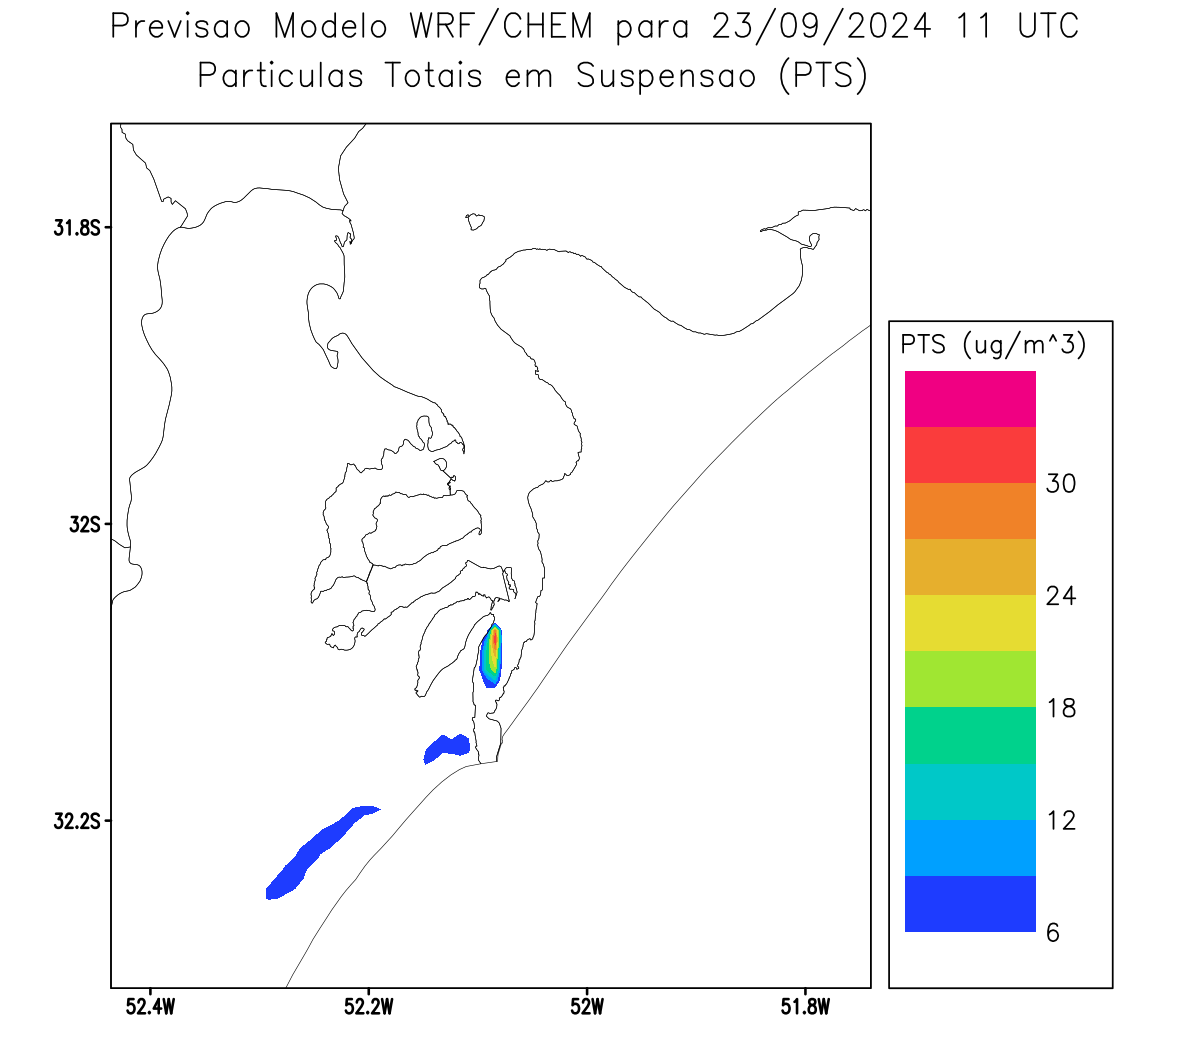 Previsao Modelo WRF/CHEM para 23/09/2024 11 UTC
Particulas Totais em Suspensao (PTS)
31.8S
32S
32.2S
52.4W
52.2W
52W
51.8W
PTS (ug/m^3)
30
24
18
12
6